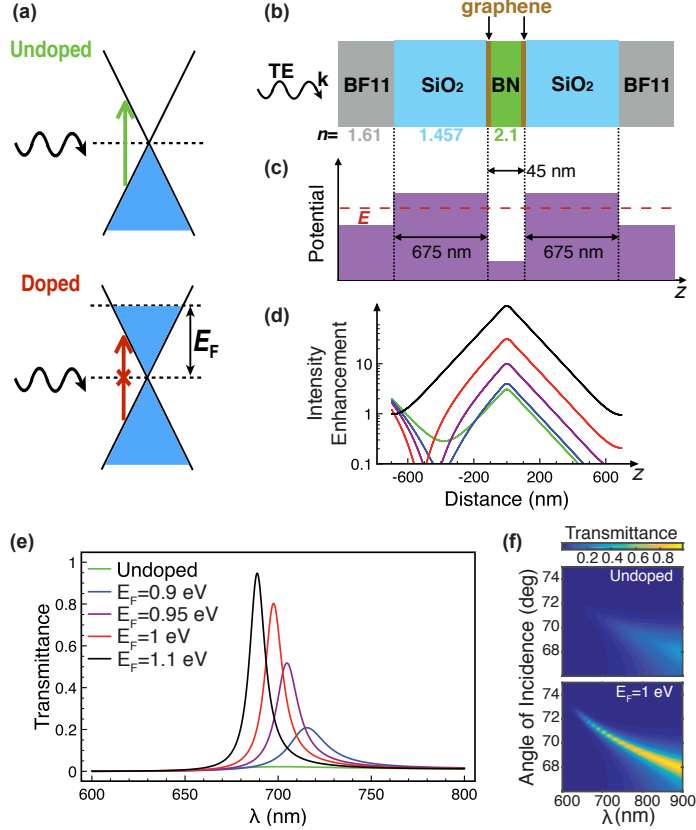 (a)
Undoped
Doped
E_F
(b)
graphene
TE
k
BF11
SiO₂
BN
SiO₂
BF11
n=
1.61
1.457
2.1
(c)
45 nm
Potential
E
675 nm
675 nm
z
(d)
Intensity
Enhancement
10
1
0.1
-600
-200
200
600
z
Distance (nm)
(e)
Transmittance
1
0.8
0.6
0.4
0.2
0
Undoped
E_F=0.9 eV
E_F=0.95 eV
E_F=1 eV
E_F=1.1 eV
600
650
700
750
800
λ (nm)
(f)
Transmittance
0.2 0.4 0.6 0.8
Angle of Incidence (deg)
74
72
70
68
Undoped
74
72
70
68
E_F=1 eV
600
700
800
900
λ (nm)